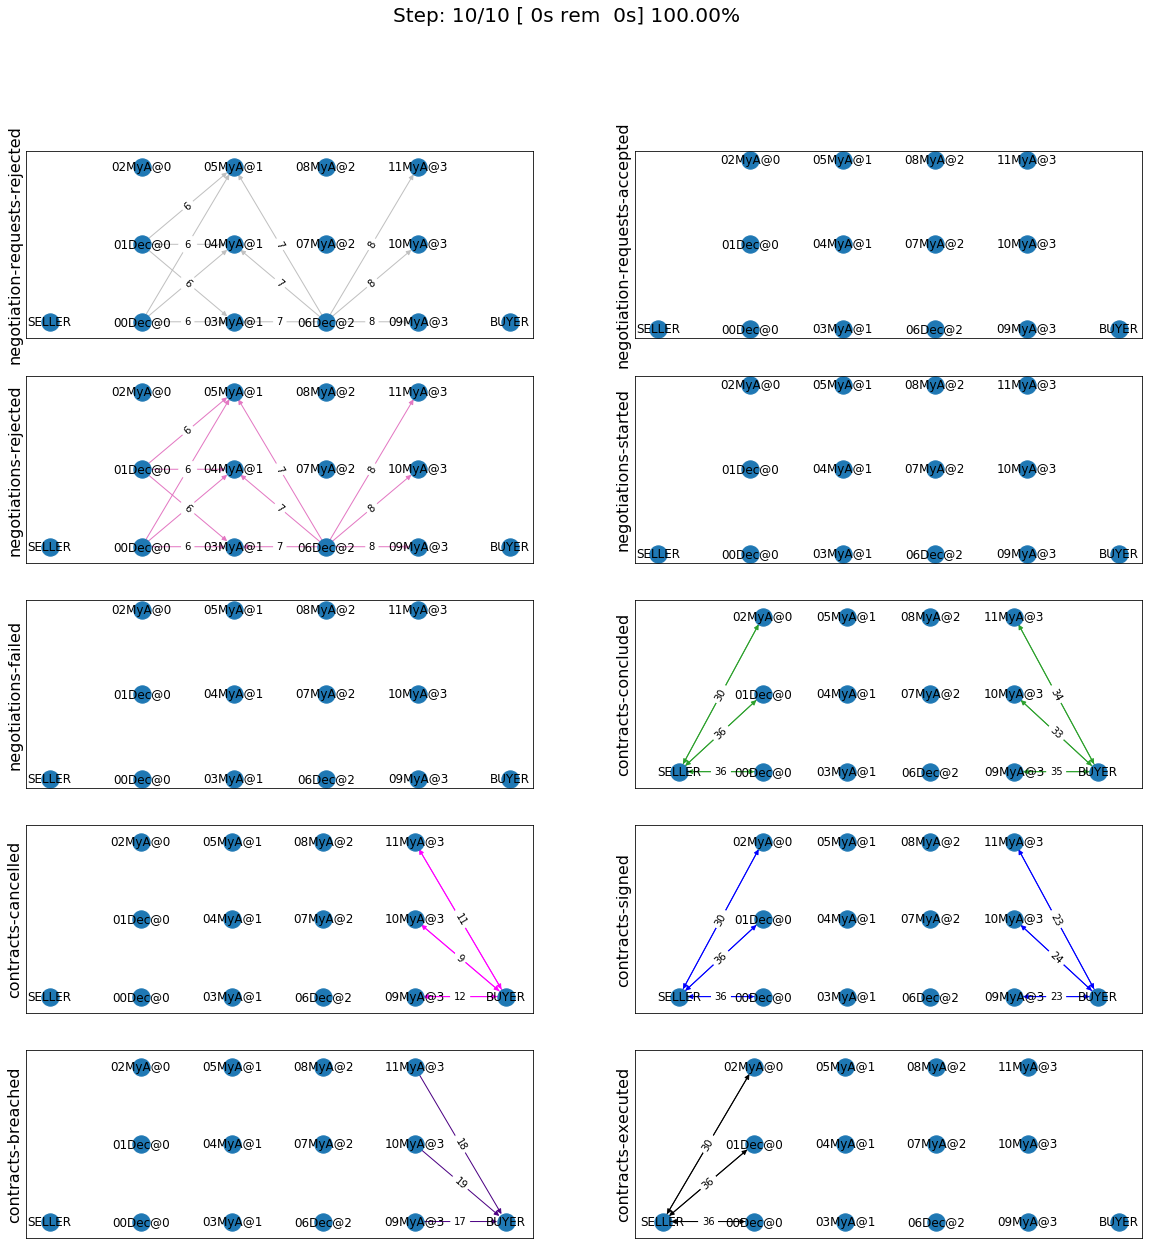 Step: 10/10 [ 0s rem  0s] 100.00%
negotiation-requests-rejected
02MyA@0 05MyA@1 08MyA@2 11MyA@3
6
01Dec@0 6 04MyA@1 7 07MyA@2 8 10MyA@3
6 7 8
SELLER 00Dec@0 6 03MyA@1 7 06Dec@2 8 09MyA@3 BUYER
negotiation-requests-accepted
02MyA@0 05MyA@1 08MyA@2 11MyA@3
01Dec@0 04MyA@1 07MyA@2 10MyA@3
SELLER 00Dec@0 03MyA@1 06Dec@2 09MyA@3 BUYER
negotiations-rejected
02MyA@0 05MyA@1 08MyA@2 11MyA@3
6
01Dec@0 6 04MyA@1 7 07MyA@2 8 10MyA@3
6 7 8
SELLER 00Dec@0 6 03MyA@1 7 06Dec@2 8 09MyA@3 BUYER
negotiations-started
02MyA@0 05MyA@1 08MyA@2 11MyA@3
01Dec@0 04MyA@1 07MyA@2 10MyA@3
SELLER 00Dec@0 03MyA@1 06Dec@2 09MyA@3 BUYER
negotiations-failed
02MyA@0 05MyA@1 08MyA@2 11MyA@3
01Dec@0 04MyA@1 07MyA@2 10MyA@3
SELLER 00Dec@0 03MyA@1 06Dec@2 09MyA@3 BUYER
contracts-concluded
02MyA@0 05MyA@1 08MyA@2 11MyA@3
30 01Dec@0 04MyA@1 07MyA@2 10MyA@3 34
36 33
SELLER 36 00Dec@0 03MyA@1 06Dec@2 09MyA@3 35 BUYER
contracts-cancelled
02MyA@0 05MyA@1 08MyA@2 11MyA@3
01Dec@0 04MyA@1 07MyA@2 10MyA@3 11
9
SELLER 00Dec@0 03MyA@1 06Dec@2 09MyA@3 12 BUYER
contracts-signed
02MyA@0 05MyA@1 08MyA@2 11MyA@3
30 01Dec@0 04MyA@1 07MyA@2 10MyA@3 23
36 24
SELLER 36 00Dec@0 03MyA@1 06Dec@2 09MyA@3 23 BUYER
contracts-breached
02MyA@0 05MyA@1 08MyA@2 11MyA@3
01Dec@0 04MyA@1 07MyA@2 10MyA@3 18
19
SELLER 00Dec@0 03MyA@1 06Dec@2 09MyA@3 17 BUYER
contracts-executed
02MyA@0 05MyA@1 08MyA@2 11MyA@3
30 01Dec@0 04MyA@1 07MyA@2 10MyA@3
36
SELLER 36 00Dec@0 03MyA@1 06Dec@2 09MyA@3 BUYER